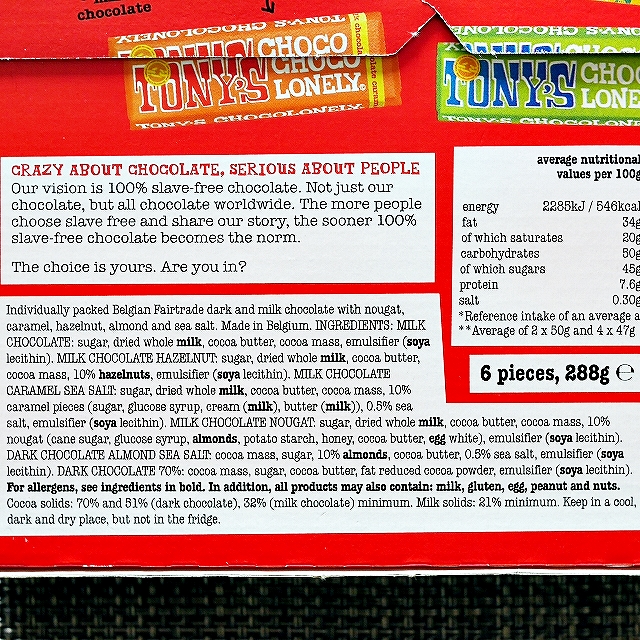 chocolate
TONY'S CHOCOLONELY
TONY'S CHOCO
CHOCO
LONELY
TONY'S CHOCOLONELY
TONY'S CHOCO
LONE
TONY'S CHOCOLONELY
CRAZY ABOUT CHOCOLATE, SERIOUS ABOUT PEOPLE
Our vision is 100% slave-free chocolate. Not just our
chocolate, but all chocolate worldwide. The more people
choose slave free and share our story, the sooner 100%
slave-free chocolate becomes the norm.
The choice is yours. Are you in?
average nutritional
values per 100g
energy 2285kJ / 546kcal
fat 34g
of which saturates 20g
carbohydrates 50g
of which sugars 45g
protein 7.6g
salt 0.30g
*Reference intake of an average a
**Average of 2 x 50g and 4 x 47g
6 pieces, 288g ℮
Individually packed Belgian Fairtrade dark and milk chocolate with nougat,
caramel, hazelnut, almond and sea salt. Made in Belgium. INGREDIENTS: MILK
CHOCOLATE: sugar, dried whole milk, cocoa butter, cocoa mass, emulsifier (soya
lecithin). MILK CHOCOLATE HAZELNUT: sugar, dried whole milk, cocoa butter,
cocoa mass, 10% hazelnuts, emulsifier (soya lecithin). MILK CHOCOLATE
CARAMEL SEA SALT: sugar, dried whole milk, cocoa butter, cocoa mass, 10%
caramel pieces (sugar, glucose syrup, cream (milk), butter (milk)), 0.5% sea
salt, emulsifier (soya lecithin). MILK CHOCOLATE NOUGAT: sugar, dried whole milk, cocoa butter, cocoa mass, 10%
nougat (cane sugar, glucose syrup, almonds, potato starch, honey, cocoa butter, egg white), emulsifier (soya lecithin).
DARK CHOCOLATE ALMOND SEA SALT: cocoa mass, sugar, 10% almonds, cocoa butter, 0.5% sea salt, emulsifier (soya
lecithin). DARK CHOCOLATE 70%: cocoa mass, sugar, cocoa butter, fat reduced cocoa powder, emulsifier (soya lecithin).
For allergens, see ingredients in bold. In addition, all products may also contain: milk, gluten, egg, peanut and nuts.
Cocoa solids: 70% and 51% (dark chocolate), 32% (milk chocolate) minimum. Milk solids: 21% minimum. Keep in a cool,
dark and dry place, but not in the fridge.